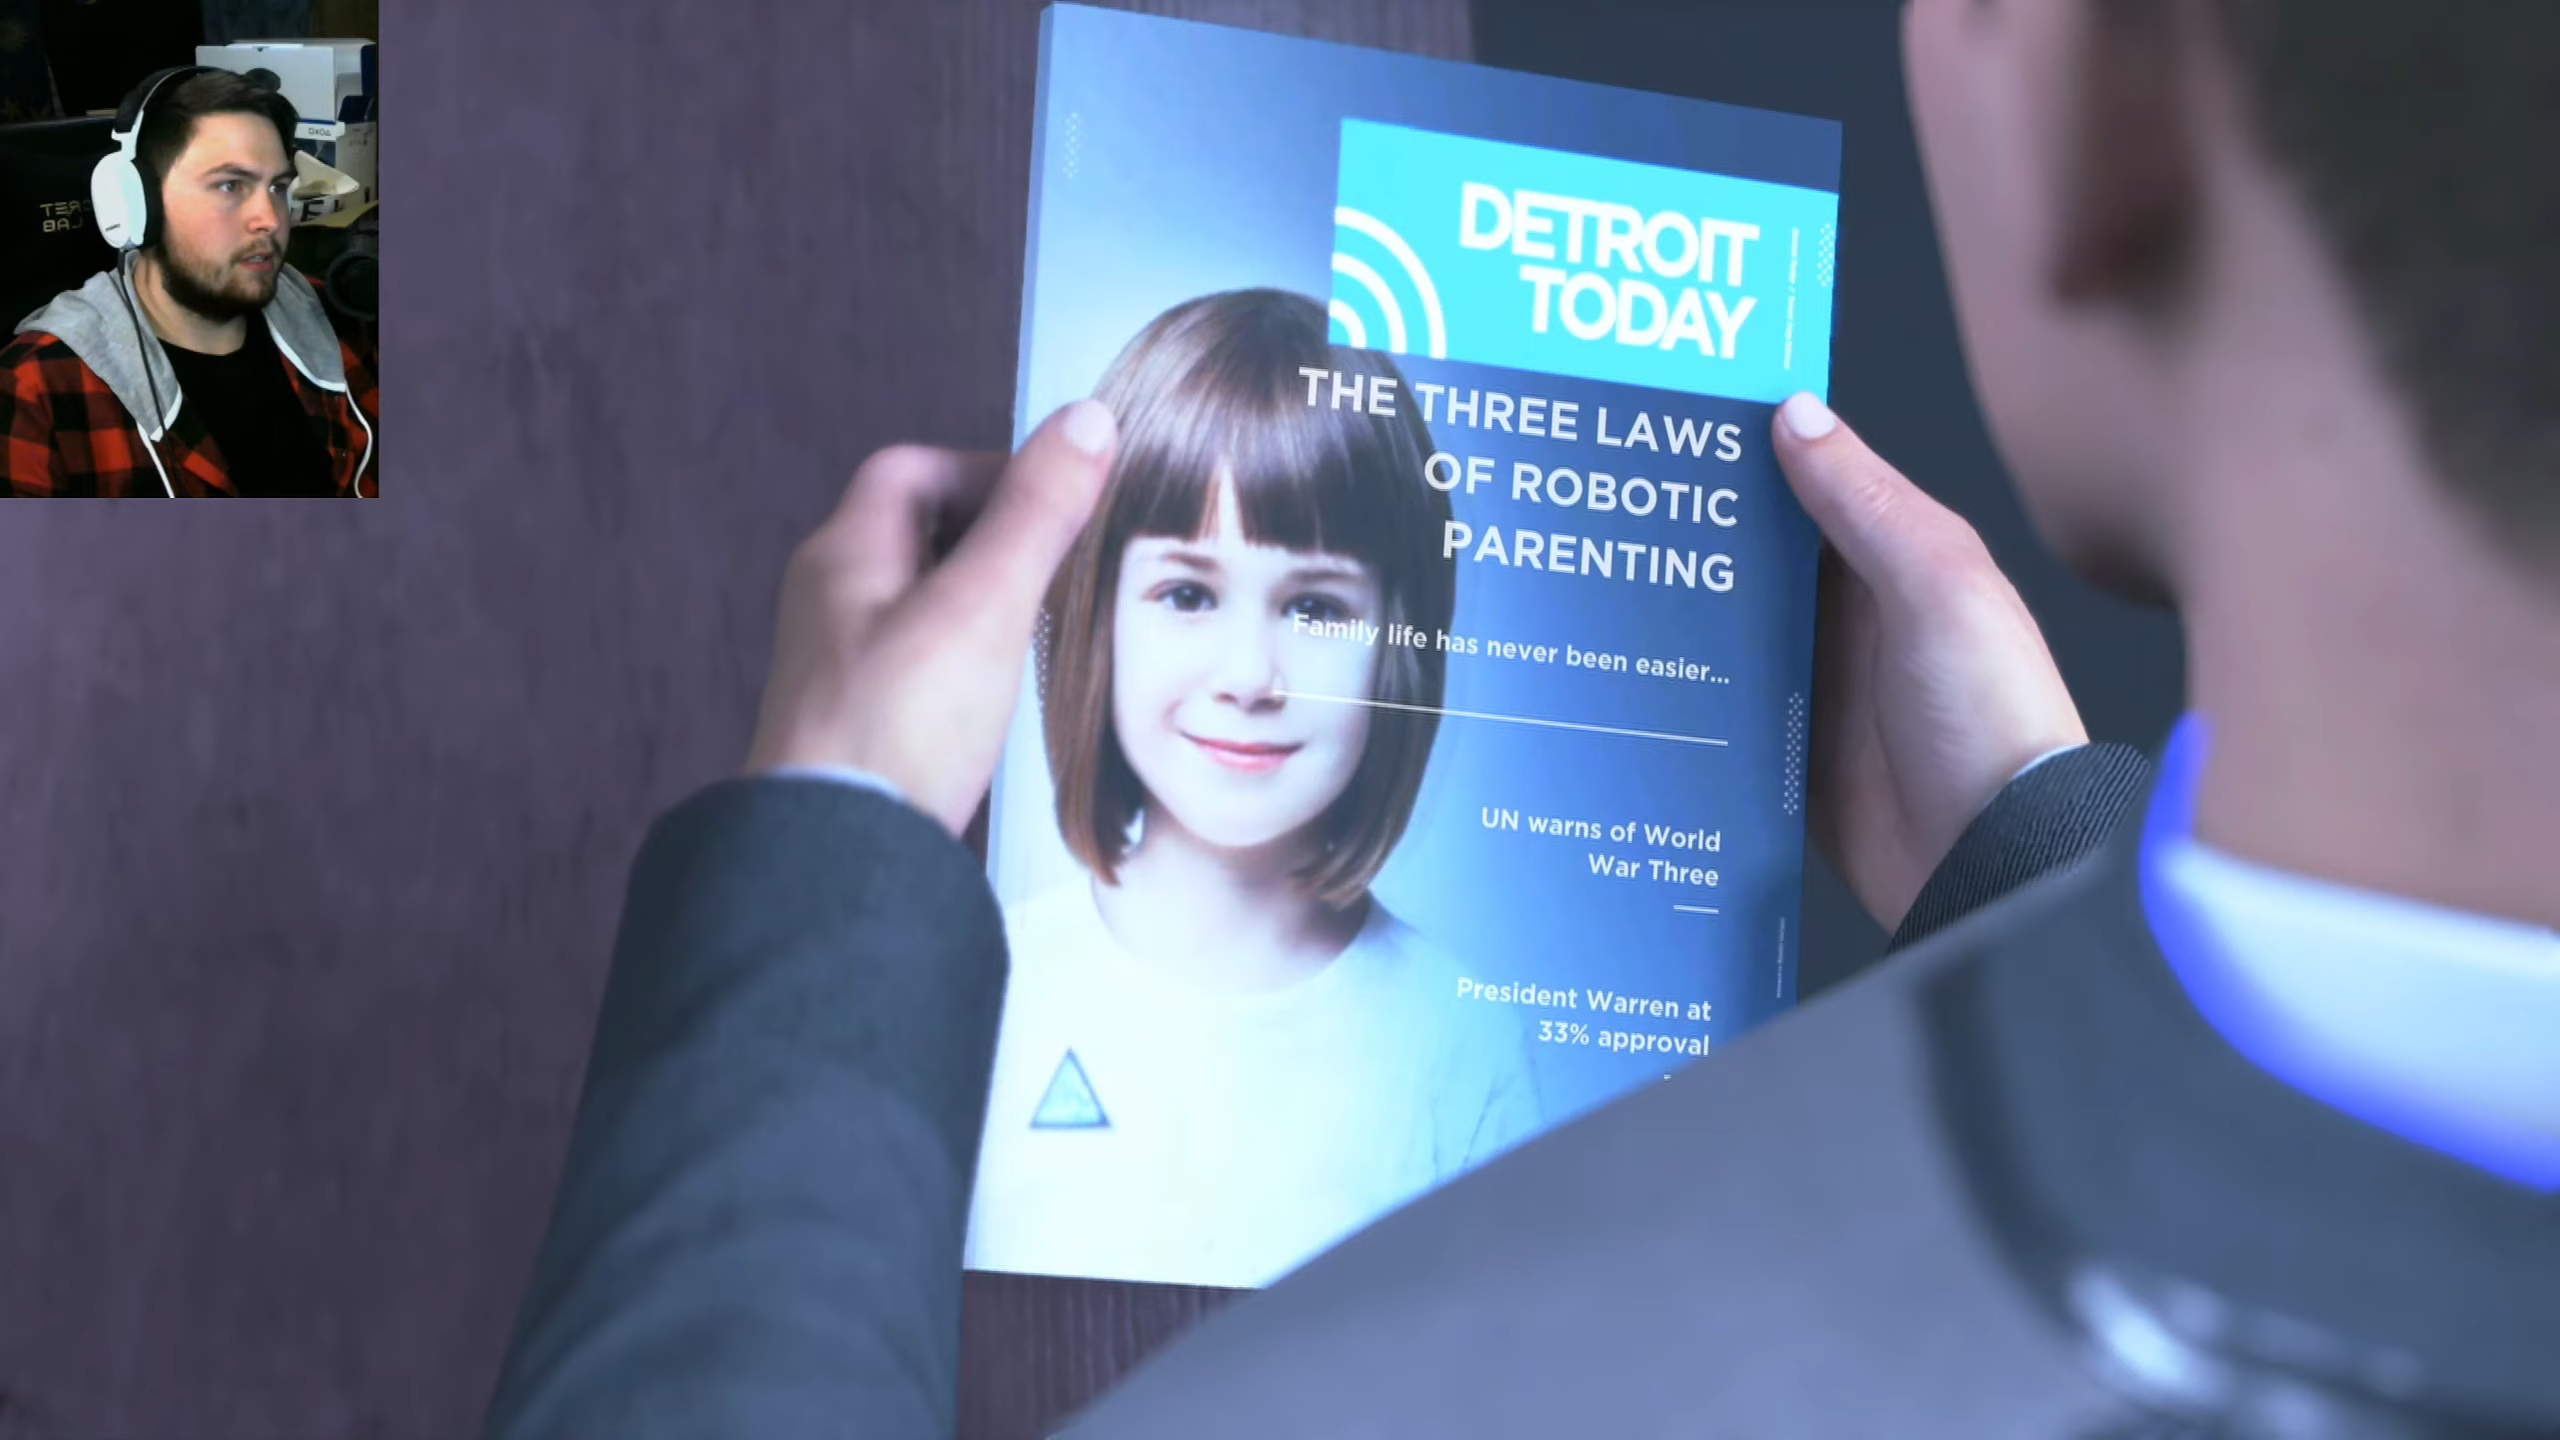 DETROIT
TODAY
THE THREE LAWS
OF ROBOTIC
PARENTING
Family life has never been easier...
UN warns of World
War Three
President Warren at
33% approval